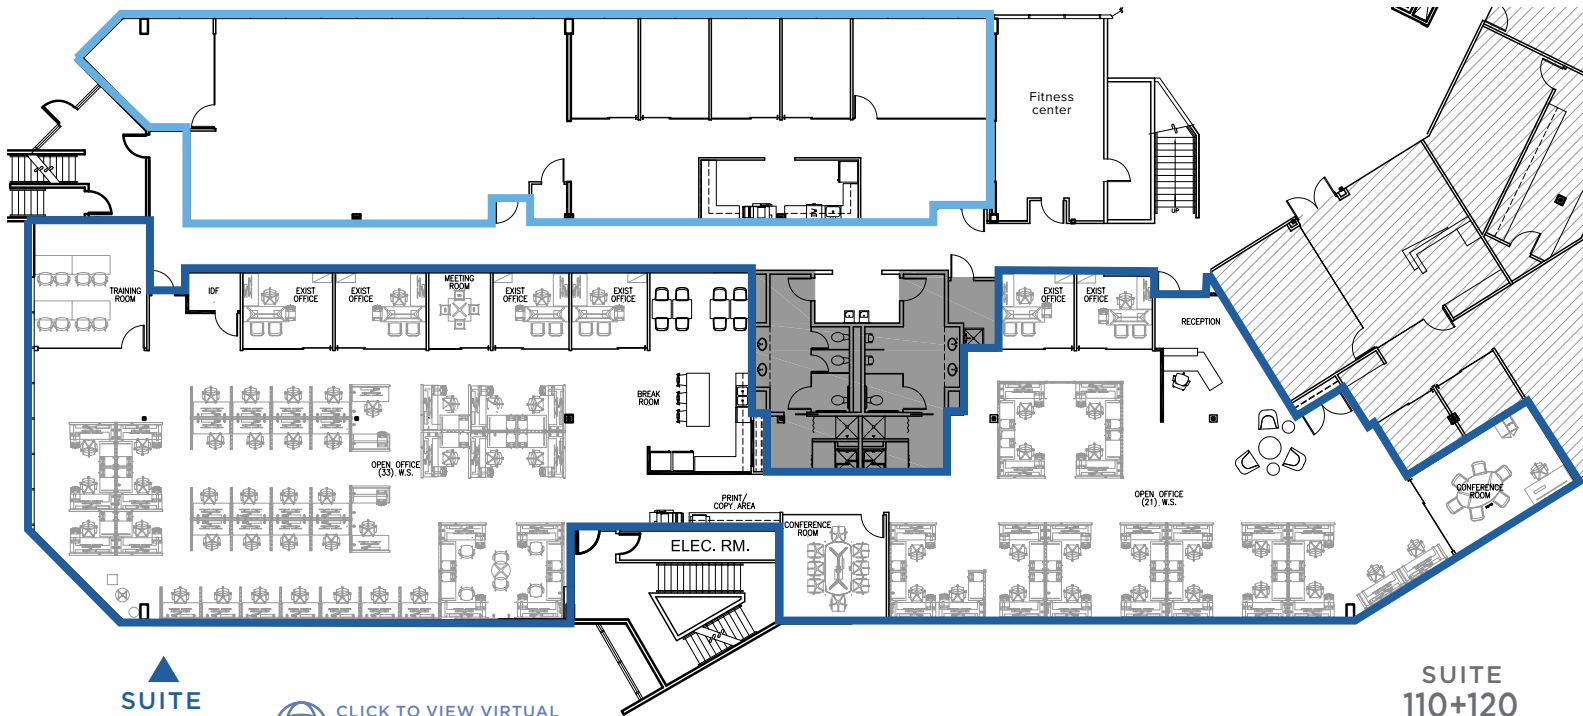 Fitness
center
UP
DW
TRAINING
ROOM
IDF
EXIST
OFFICE
EXIST
OFFICE
MEETING
ROOM
EXIST
OFFICE
EXIST
OFFICE
EXIST
OFFICE
EXIST
OFFICE
RECEPTION
BREAK
ROOM
OPEN OFFICE
(33). W.S.
PRINT/
COPY. AREA
CONFERENCE
ROOM
ELEC. RM.
OPEN OFFICE
(21). W.S.
CONFERENCE
ROOM
SUITE
CLICK TO VIEW VIRTUAL
SUITE
110+120